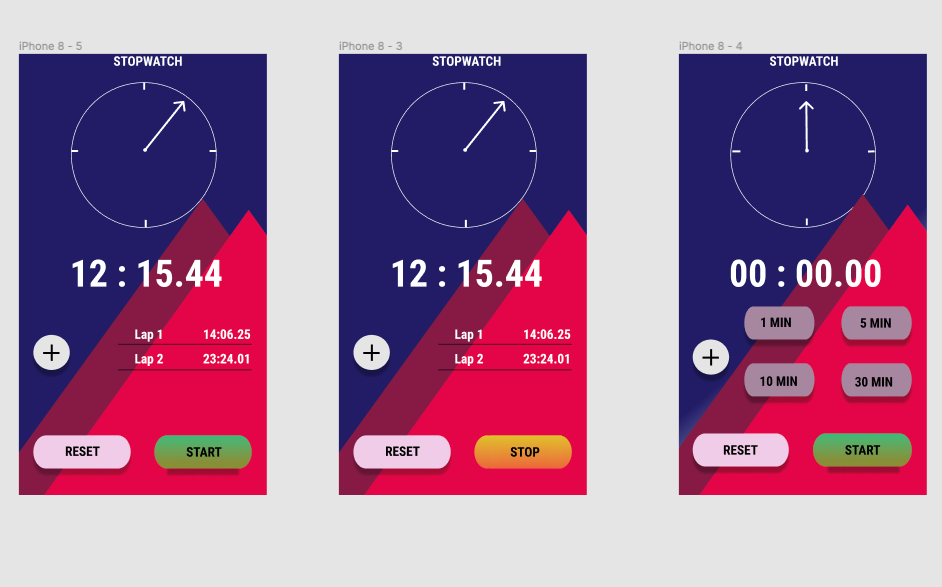 iPhone 8 - 5
STOPWATCH
12 : 15.44
Lap 1 14:06.25
Lap 2 23:24.01
+
RESET START
iPhone 8 - 3
STOPWATCH
12 : 15.44
Lap 1 14:06.25
Lap 2 23:24.01
+
RESET STOP
iPhone 8 - 4
STOPWATCH
00 : 00.00
1 MIN 5 MIN
+
10 MIN 30 MIN
RESET START